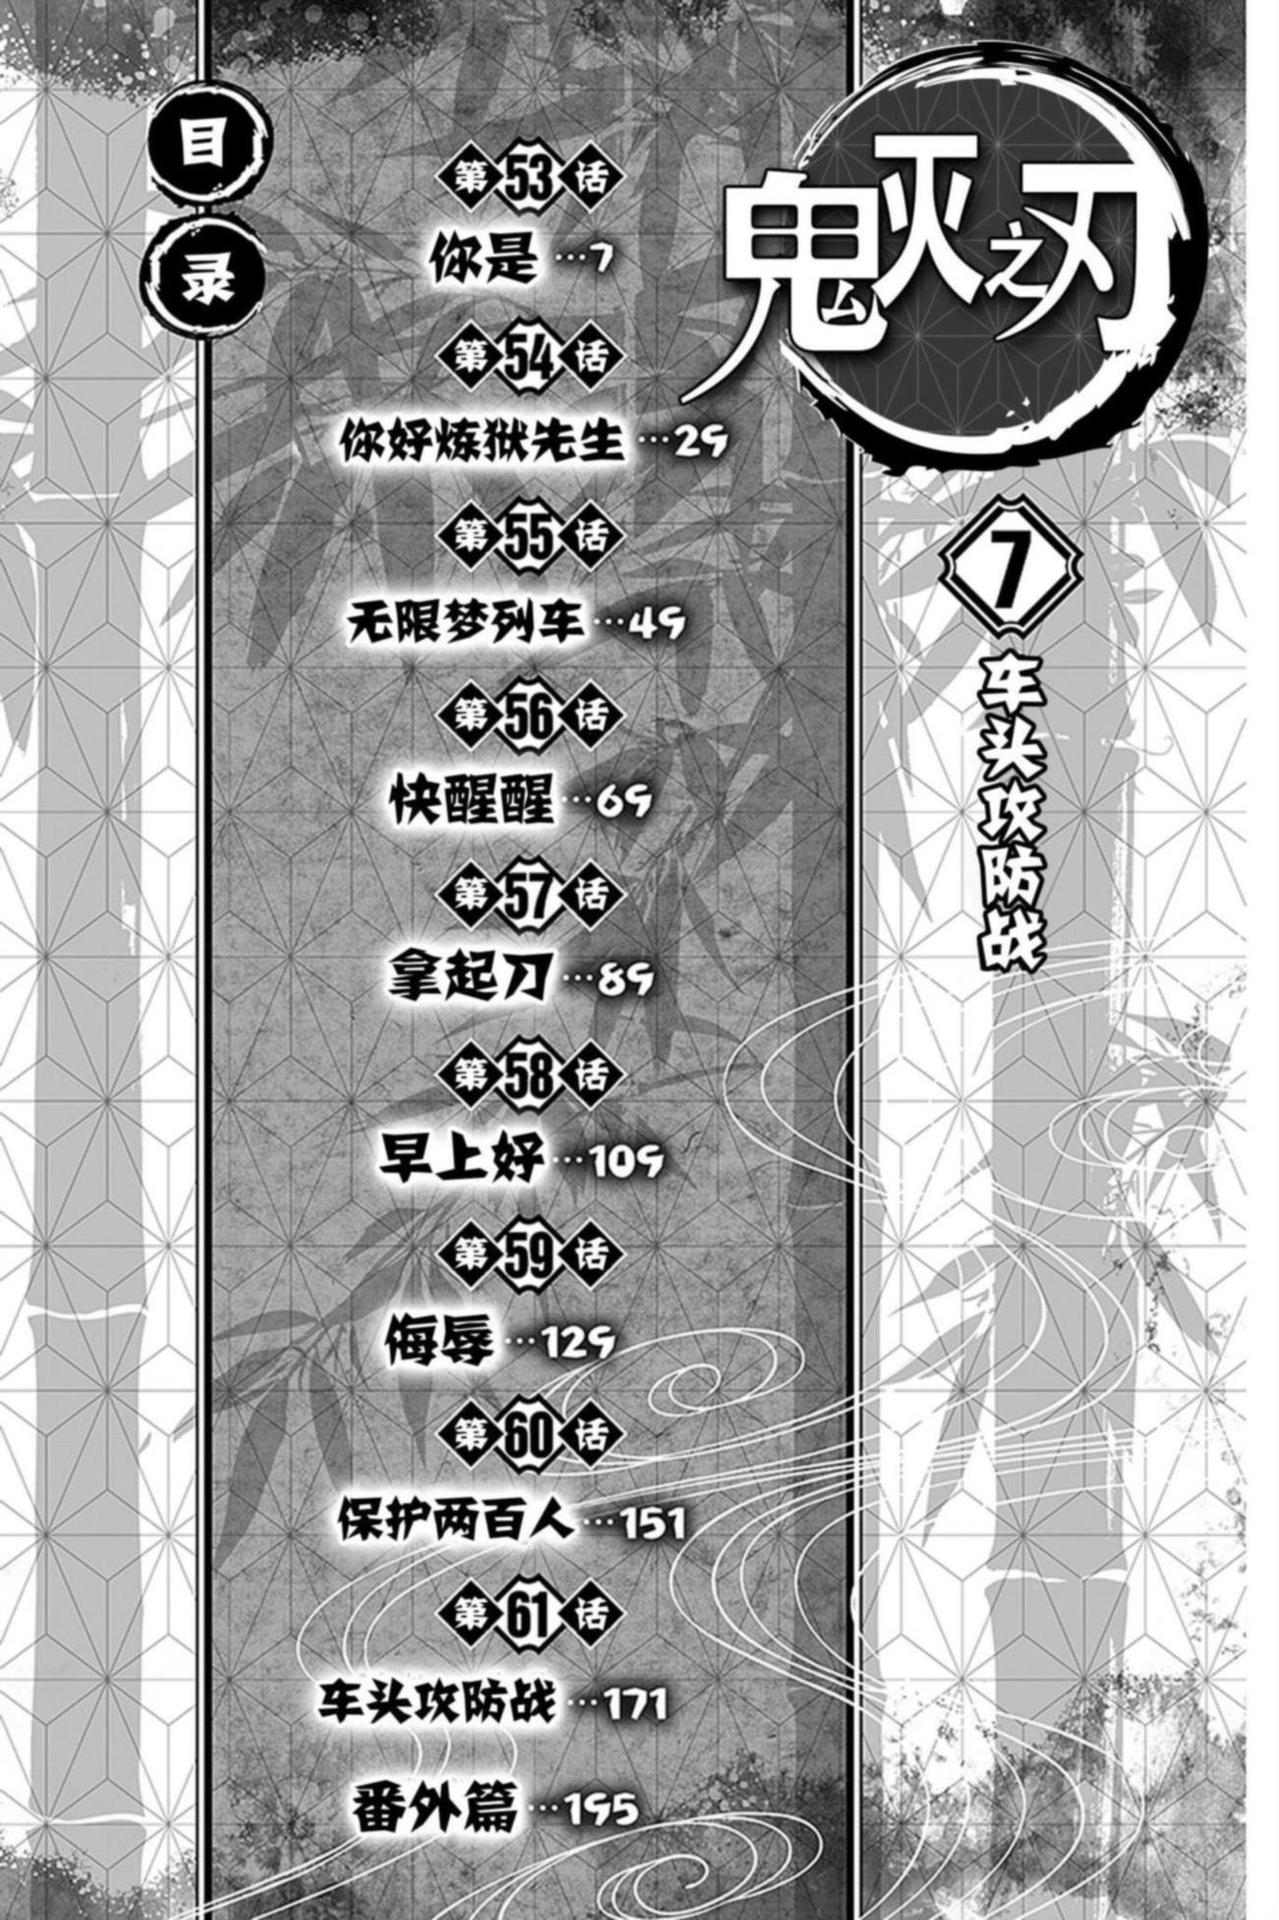 鬼灭之刃
7
车头攻防战
目录
第53话
你是…7
第54话
你好炼狱先生…29
第55话
无限梦列车…49
第56话
快醒醒…69
第57话
拿起刀…89
第58话
早上好…109
第59话
侮辱…129
第60话
保护两百人…151
第61话
车头攻防战…171
番外篇…195